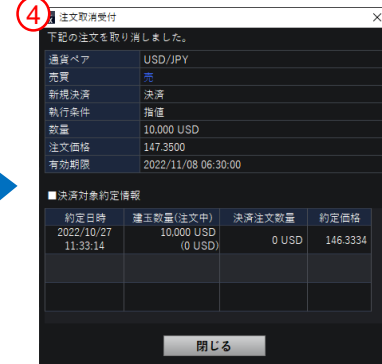 ④
注文取消受付
下記の注文を取り消しました。
通貨ペア USD/JPY
売買 売
新規決済 決済
執行条件 指値
数量 10,000 USD
注文価格 147.3500
有効期限 2022/11/08 06:30:00
■決済対象約定情報
約定日時 建玉数量(注文中) 決済注文数量 約定価格
2022/10/27 11:33:14 10,000 USD (0 USD) 0 USD 146.3334
閉じる